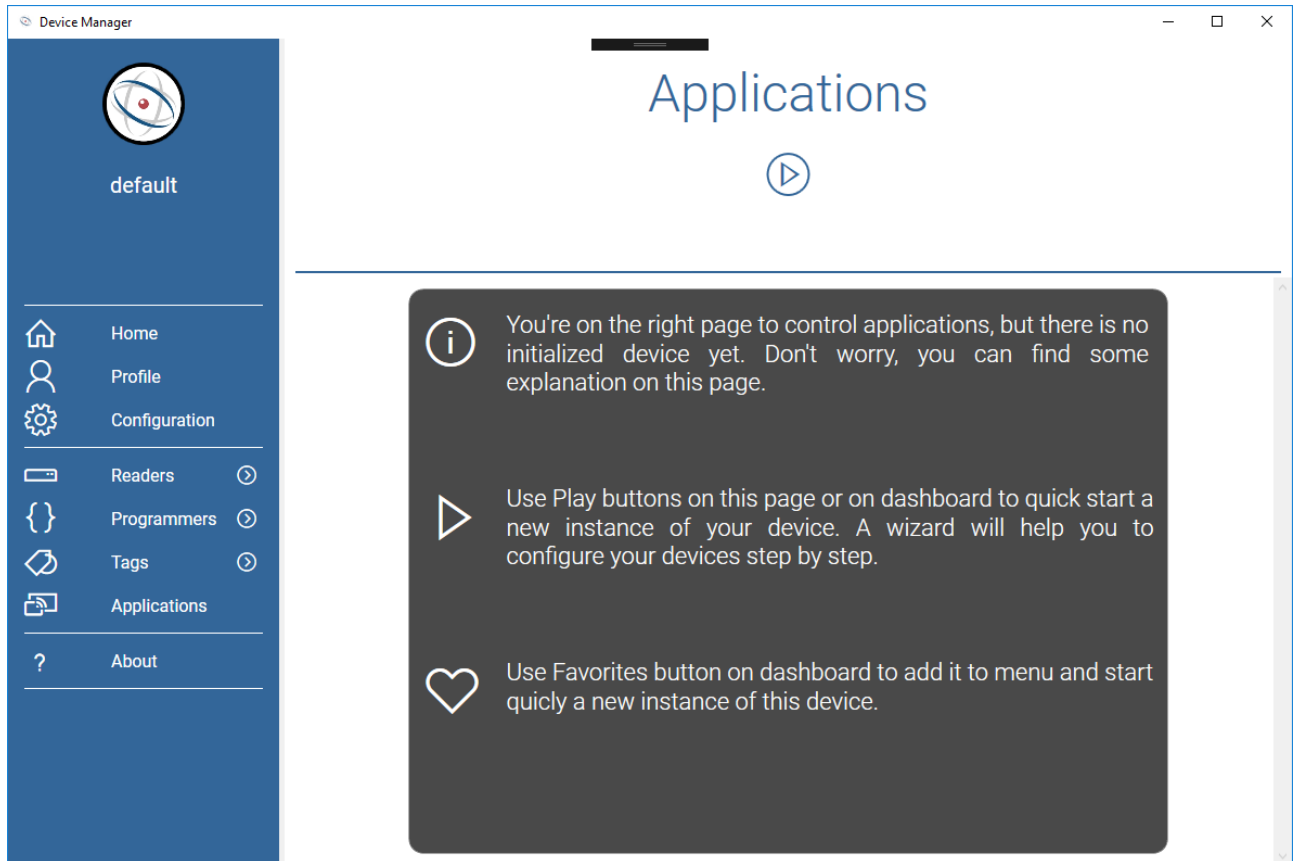 Device Manager
default
Home
Profile
Configuration
Readers
Programmers
Tags
Applications
?
About
Applications
i
You're on the right page to control applications, but there is no
initialized device yet. Don't worry, you can find some
explanation on this page.
Use Play buttons on this page or on dashboard to quick start a
new instance of your device. A wizard will help you to
configure your devices step by step.
Use Favorites button on dashboard to add it to menu and start
quicly a new instance of this device.